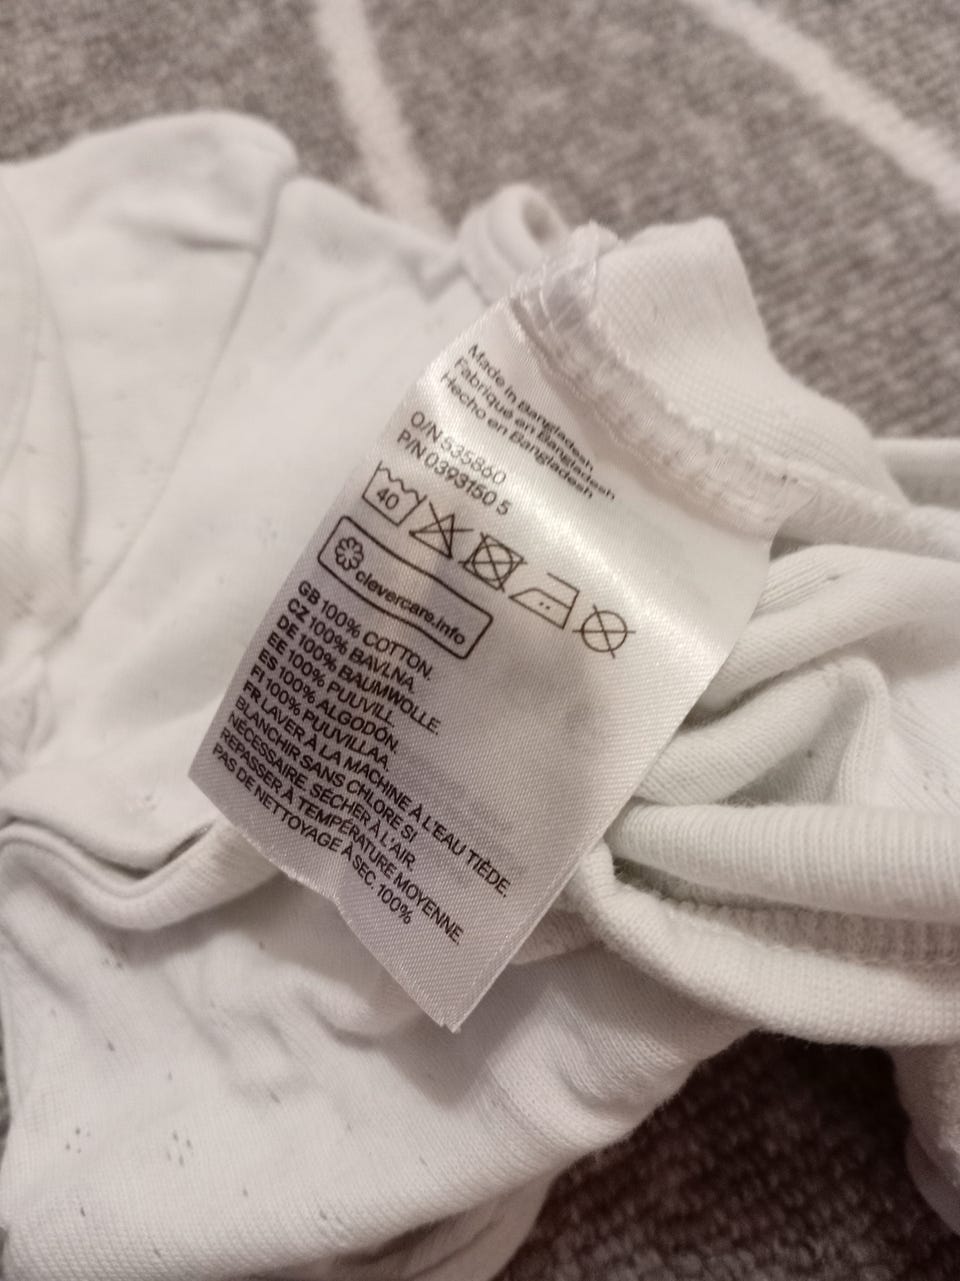 Made in Bangladesh
Fabriqué en Bangladesh
Hecho en Bangladesh
O/N 535860
P/N 0393150 5
40
clevercare.info
GB 100% COTTON.
CZ 100% BAVLNA.
DE 100% BAUMWOLLE.
EE 100% PUUVILL.
ES 100% ALGODÓN.
FI 100% PUUVILLAA.
FR LAVER À LA MACHINE À L'EAU TIÈDE.
BLANCHIR SANS CHLORE SI
NÉCESSAIRE. SÉCHER À L'AIR.
REPASSER À TEMPÉRATURE MOYENNE.
PAS DE NETTOYAGE À SEC. 100%